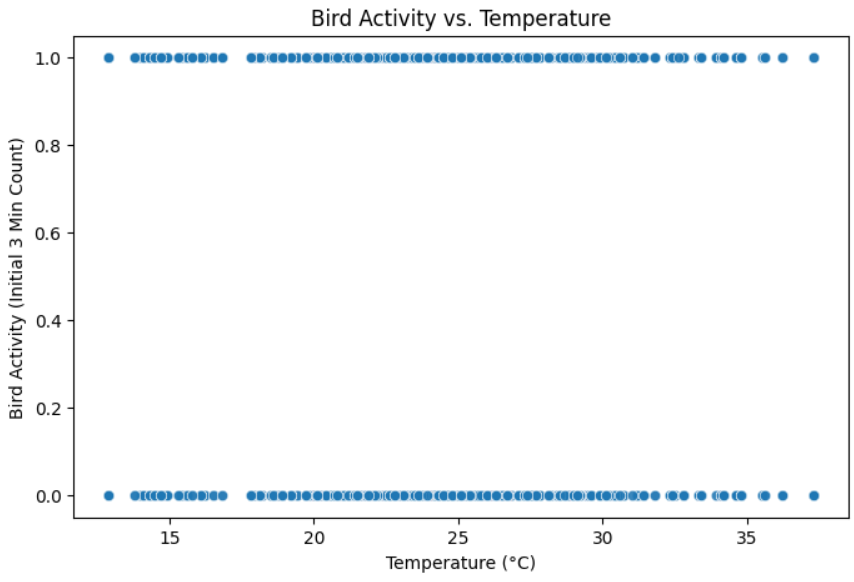 Bird Activity vs. Temperature
Bird Activity (Initial 3 Min Count)
1.0
0.8
0.6
0.4
0.2
0.0
15 20 25 30 35
Temperature (°C)